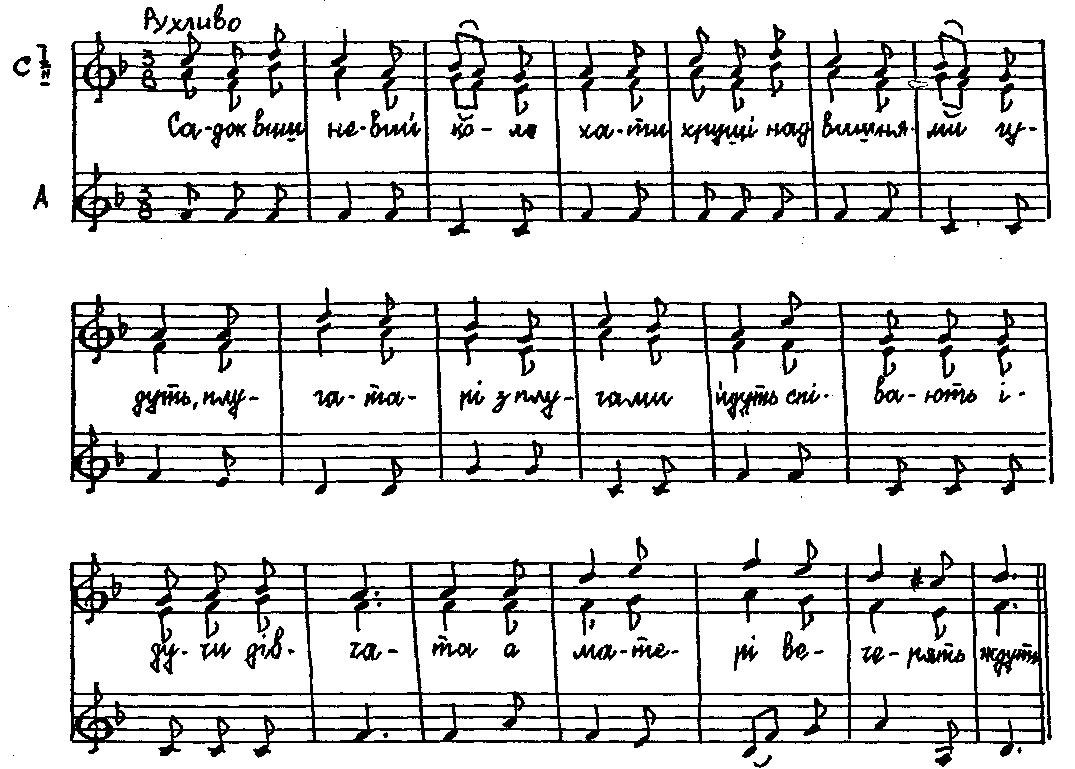 Рухливо
С I II
Са-док виш не-вий ко-ло ха-ти хрущі над вишня-ми гу-
А
дуть, плу- га-та- рі з плу- гами йдуть спі- ва-ють і-
ду-чи дів- ча- та а ма-те- рі ве- че-рять ждуть